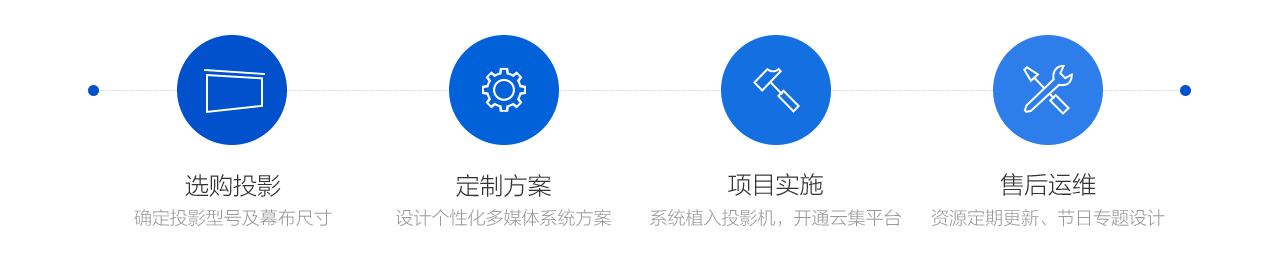 选购投影
确定投影型号及幕布尺寸
定制方案
设计个性化多媒体系统方案
项目实施
系统植入投影机，开通云集平台
售后运维
资源定期更新、节日专题设计